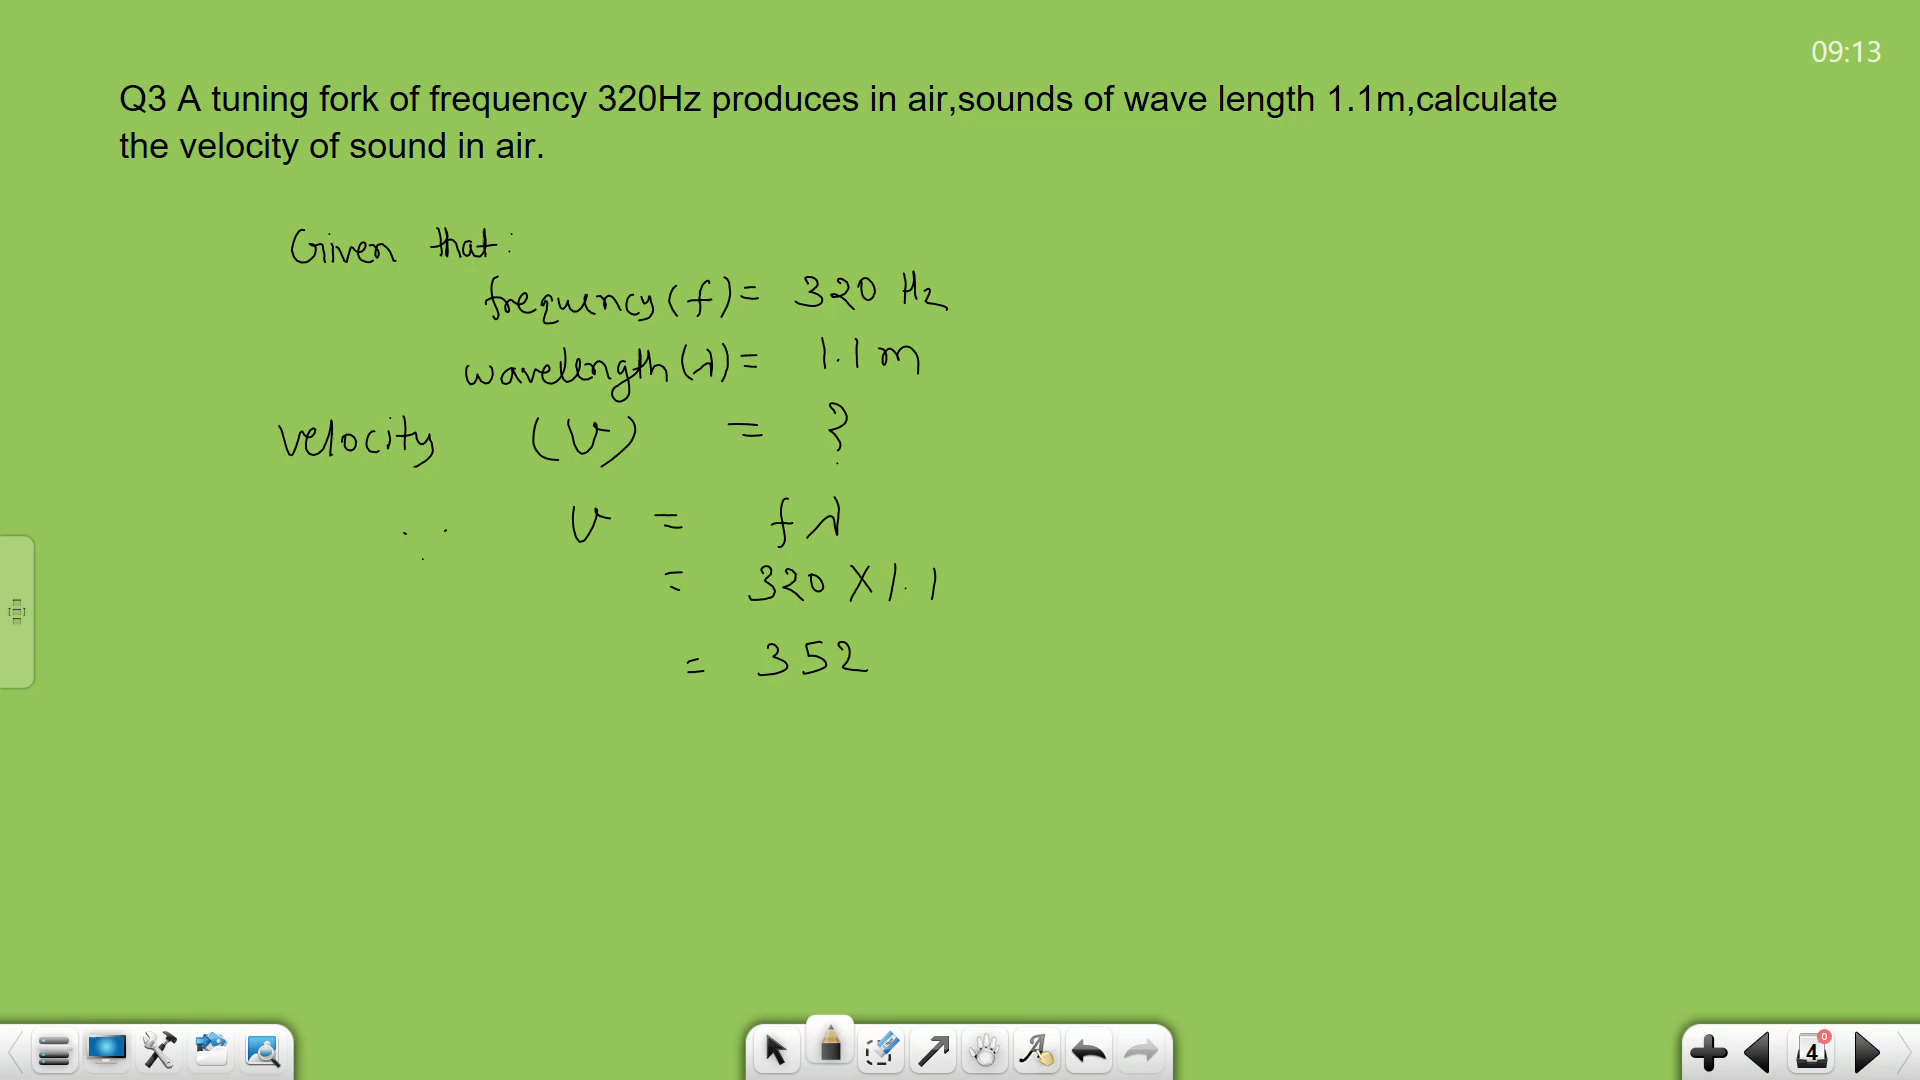 09:13
Q3 A tuning fork of frequency 320Hz produces in air,sounds of wave length 1.1m,calculate
the velocity of sound in air.
Given that:
frequency(f) = 320 Hz
wavelength(λ) = 1.1 m
velocity (v) = ?
∵ v = fλ
= 320 × 1.1
= 352
4
0